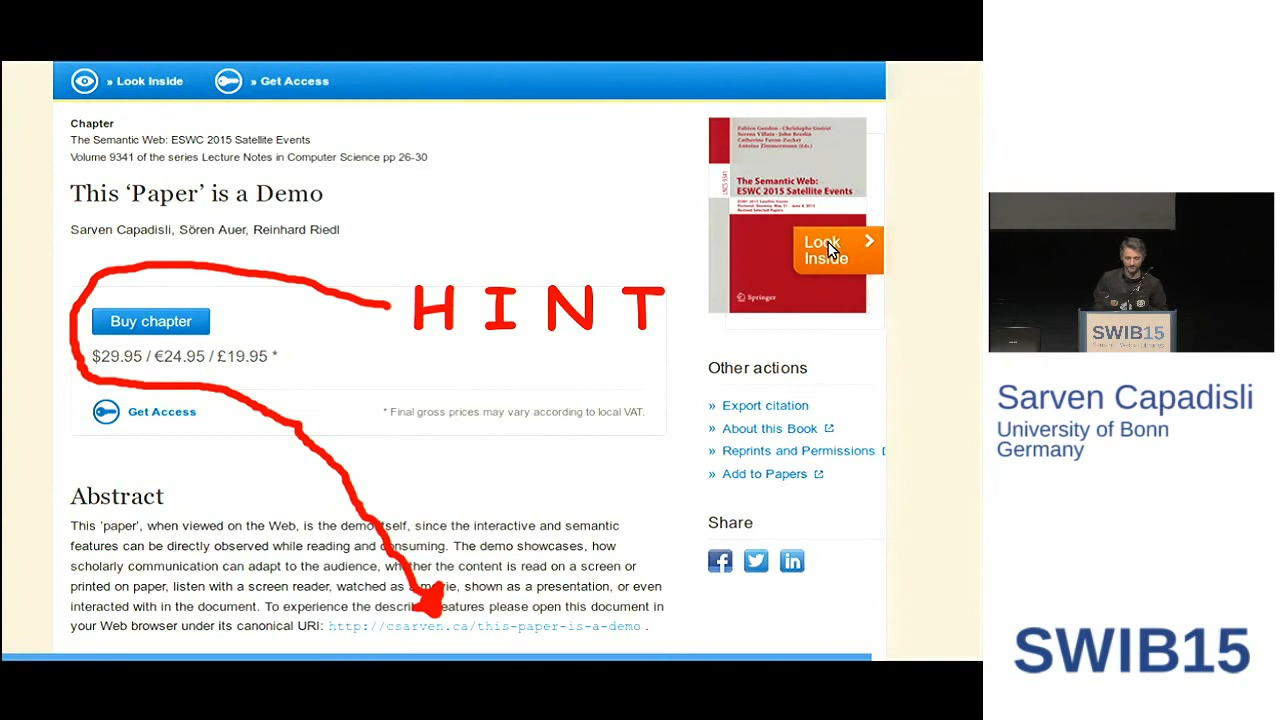 » Look Inside
» Get Access
Chapter
The Semantic Web: ESWC 2015 Satellite Events
Volume 9341 of the series Lecture Notes in Computer Science pp 26-30
This ‘Paper’ is a Demo
Sarven Capadisli, Sören Auer, Reinhard Riedl
HINT
Buy chapter
$29.95 / €24.95 / £19.95 *
Get Access
* Final gross prices may vary according to local VAT.
Abstract
This 'paper', when viewed on the Web, is the demo itself, since the interactive and semantic
features can be directly observed while reading and consuming. The demo showcases, how
scholarly communication can adapt to the audience, whether the content is read on a screen or
printed on paper, listen with a screen reader, watched as a movie, shown as a presentation, or even
interacted with in the document. To experience the described features please open this document in
your Web browser under its canonical URI: http://csarven.ca/this-paper-is-a-demo .
LNCS 9341
The Semantic Web:
ESWC 2015 Satellite Events
Look
Inside
Springer
Other actions
» Export citation
» About this Book
» Reprints and Permissions
» Add to Papers
Share
SWIB15
Sarven Capadisli
University of Bonn
Germany
SWIB15